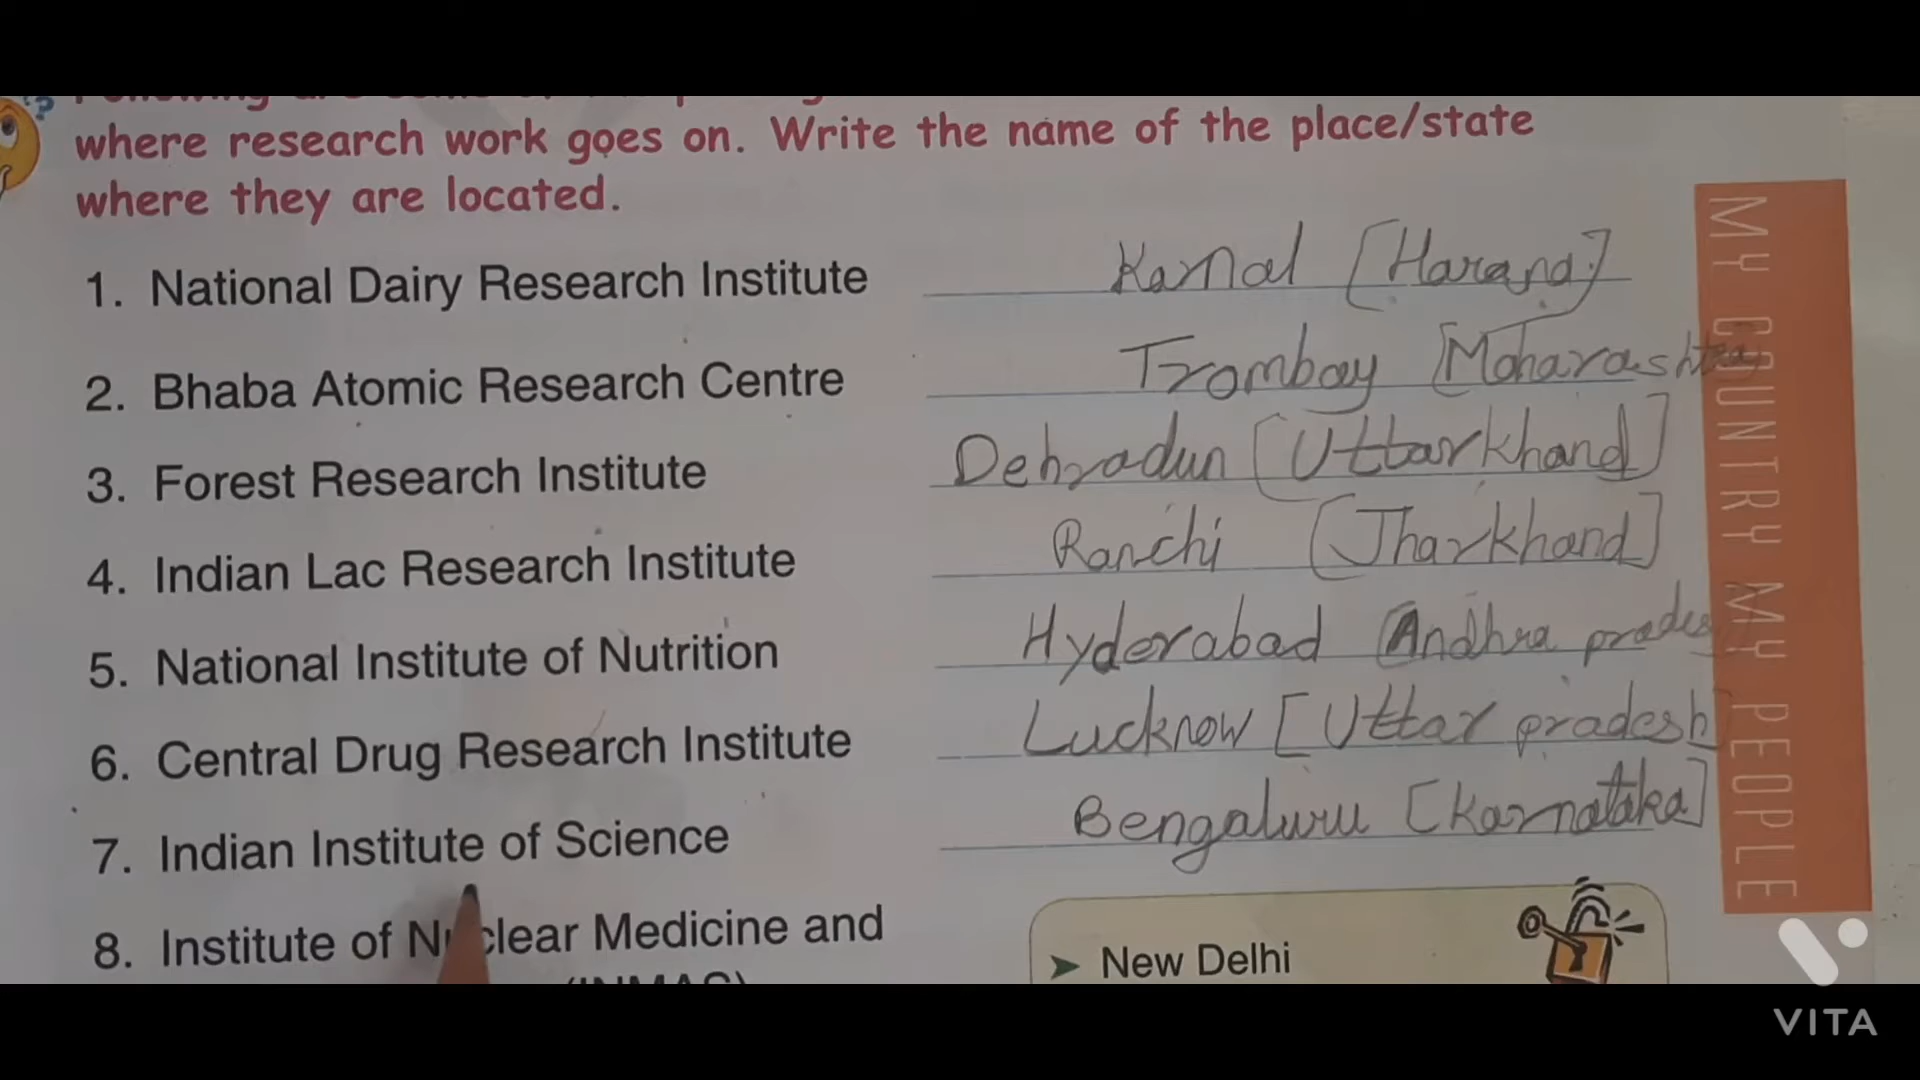 where research work goes on. Write the name of the place/state
where they are located.
1. National Dairy Research Institute Karnal [Harana]
2. Bhaba Atomic Research Centre Trombay [Maharashtra
3. Forest Research Institute Dehradun [Uttarkhand]
4. Indian Lac Research Institute Ranchi [Jharkhand]
5. National Institute of Nutrition Hyderabad [Andhra prades
6. Central Drug Research Institute Lucknow [Uttar pradesh]
7. Indian Institute of Science Bengaluru [Karnataka]
8. Institute of Nuclear Medicine and
➤ New Delhi
MY COUNTRY MY PEOPLE
VITA